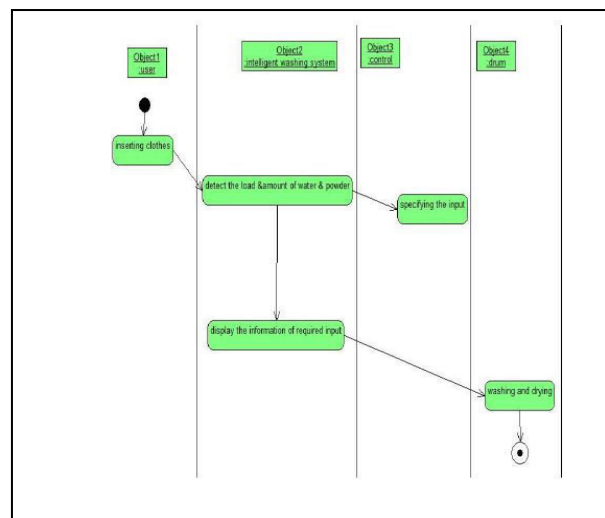 Object1
:user
Object2
:intelligent washing system
Object3
:control
Object4
:drum
inserting clothes
detect the load &amount of water & powder
specifying the input
display the information of required input
washing and drying